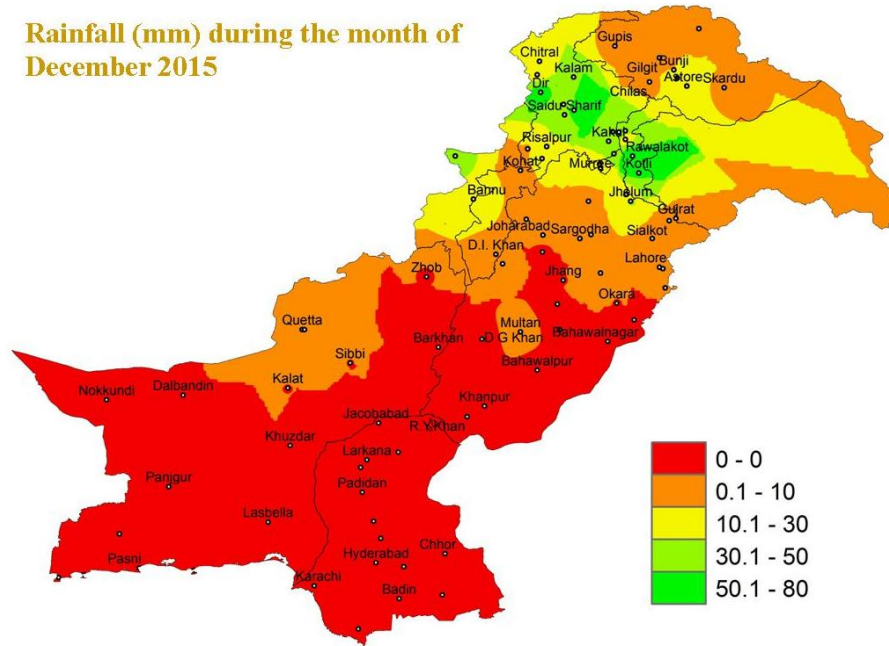 Rainfall (mm) during the month of
December 2015
Gupis
Chitral
Kalam
Gilgit
Bunji
Astore
Skardu
Dir
Chilas
Saidu Sharif
Kakul
Risalpur
Rawalakot
Kohat
Murree
Kotli
Bannu
Jhelum
Gujrat
Joharabad
Sargodha
Sialkot
D.I. Khan
Zhob
Jhang
Lahore
Okara
Quetta
Multan
Barkhan
D G Khan
Bahawalnagar
Sibbi
Bahawalpur
Kalat
Nokkundi
Dalbandin
Khanpur
Jacobabad
R.Y.Khan
Khuzdar
Larkana
Panjgur
Padidan
Lasbella
Pasni
Hyderabad
Chhor
Karachi
Badin
0 - 0
0.1 - 10
10.1 - 30
30.1 - 50
50.1 - 80